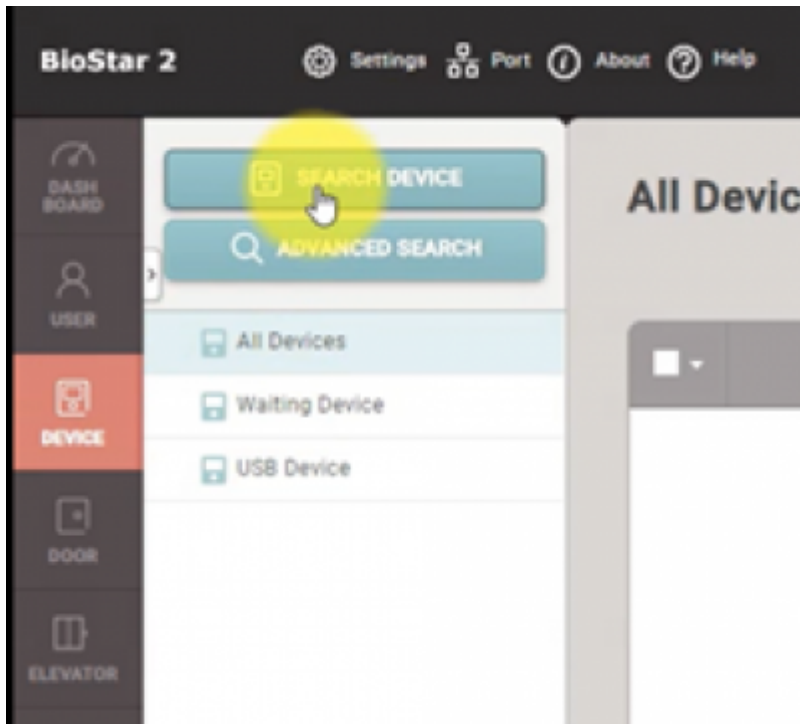 BioStar 2
Settings Port About Help
DASH
BOARD
USER
DEVICE
DOOR
ELEVATOR
SEARCH DEVICE
ADVANCED SEARCH
All Devices
Waiting Device
USB Device
All Devic